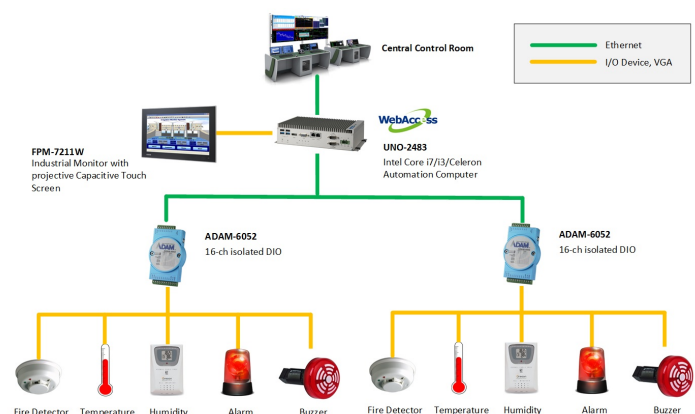 Central Control Room
Ethernet
I/O Device, VGA
WebAccess
FPM-7211W
Industrial Monitor with
projective Capacitive Touch
Screen
UNO-2483
Intel Core i7/i3/Celeron
Automation Computer
ADAM-6052
16-ch isolated DIO
ADAM-6052
16-ch isolated DIO
ADAM
ADAM
Fire Detector
Temperature
Humidity
Alarm
Buzzer
Fire Detector
Temperature
Humidity
Alarm
Buzzer